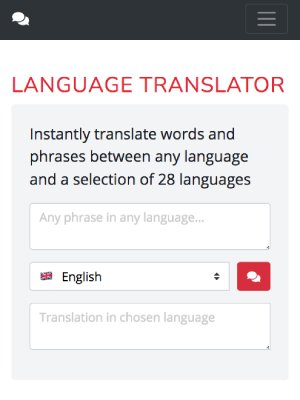 LANGUAGE TRANSLATOR
Instantly translate words and
phrases between any language
and a selection of 28 languages
Any phrase in any language...
English
Translation in chosen language